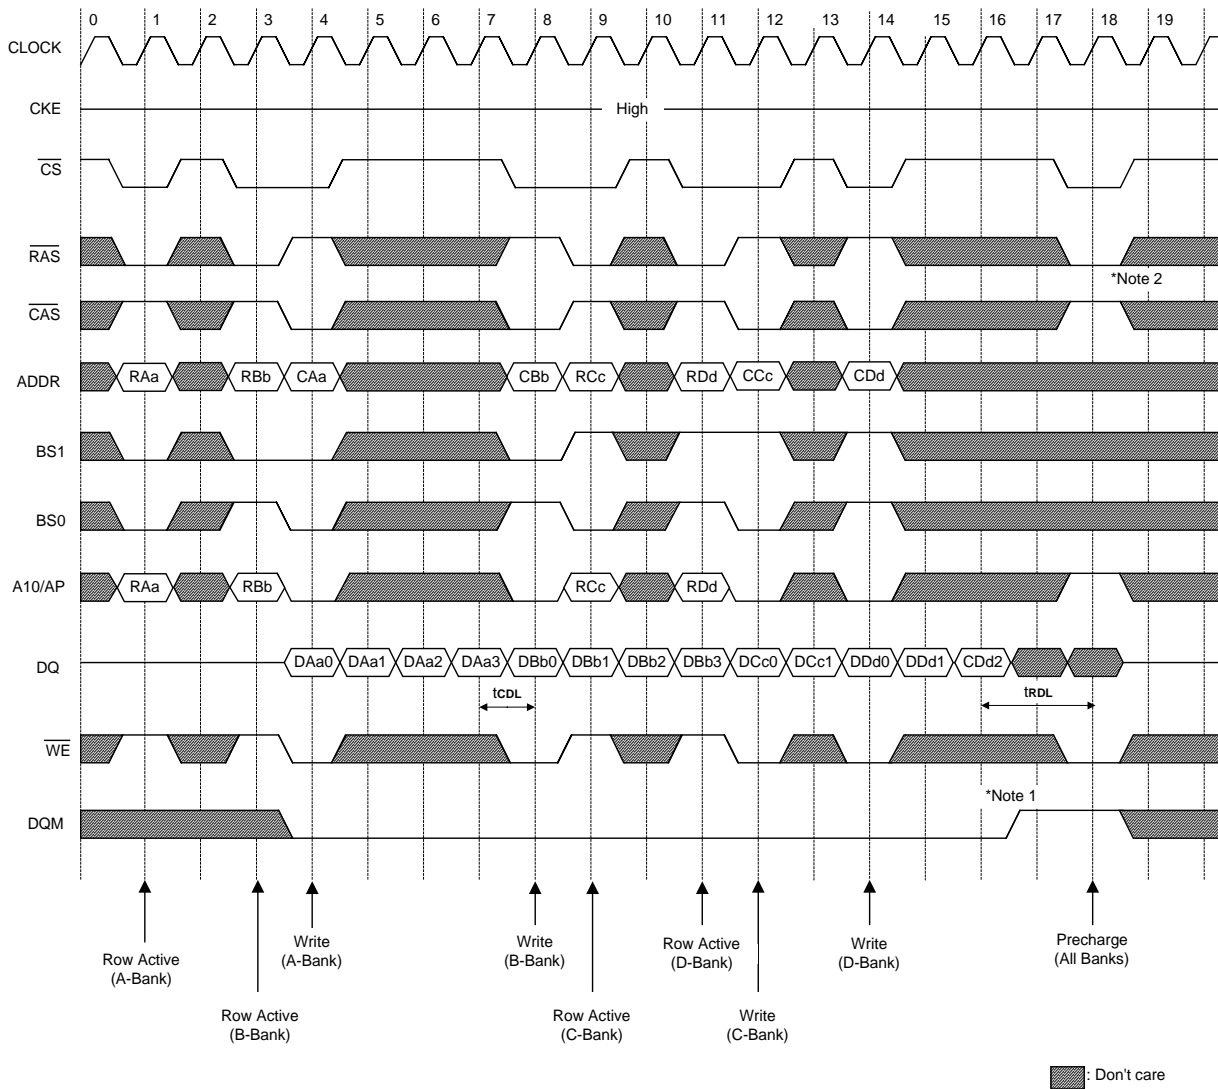 0 1 2 3 4 5 6 7 8 9 10 11 12 13 14 15 16 17 18 19
CLOCK
CKE High
CS
RAS
*Note 2
CAS
ADDR RAa RBb CAa CBb RCc RDd CCc CDd
BS1
BS0
A10/AP RAa RBb RCc RDd
DQ DAa0 DAa1 DAa2 DAa3 DBb0 DBb1 DBb2 DBb3 DCc0 DCc1 DDd0 DDd1 CDd2
tCDL tRDL
WE
*Note 1
DQM
Row Active
(A-Bank)
Row Active
(B-Bank)
Write
(A-Bank)
Write
(B-Bank)
Row Active
(C-Bank)
Row Active
(D-Bank)
Write
(C-Bank)
Write
(D-Bank)
Precharge
(All Banks)
: Don't care